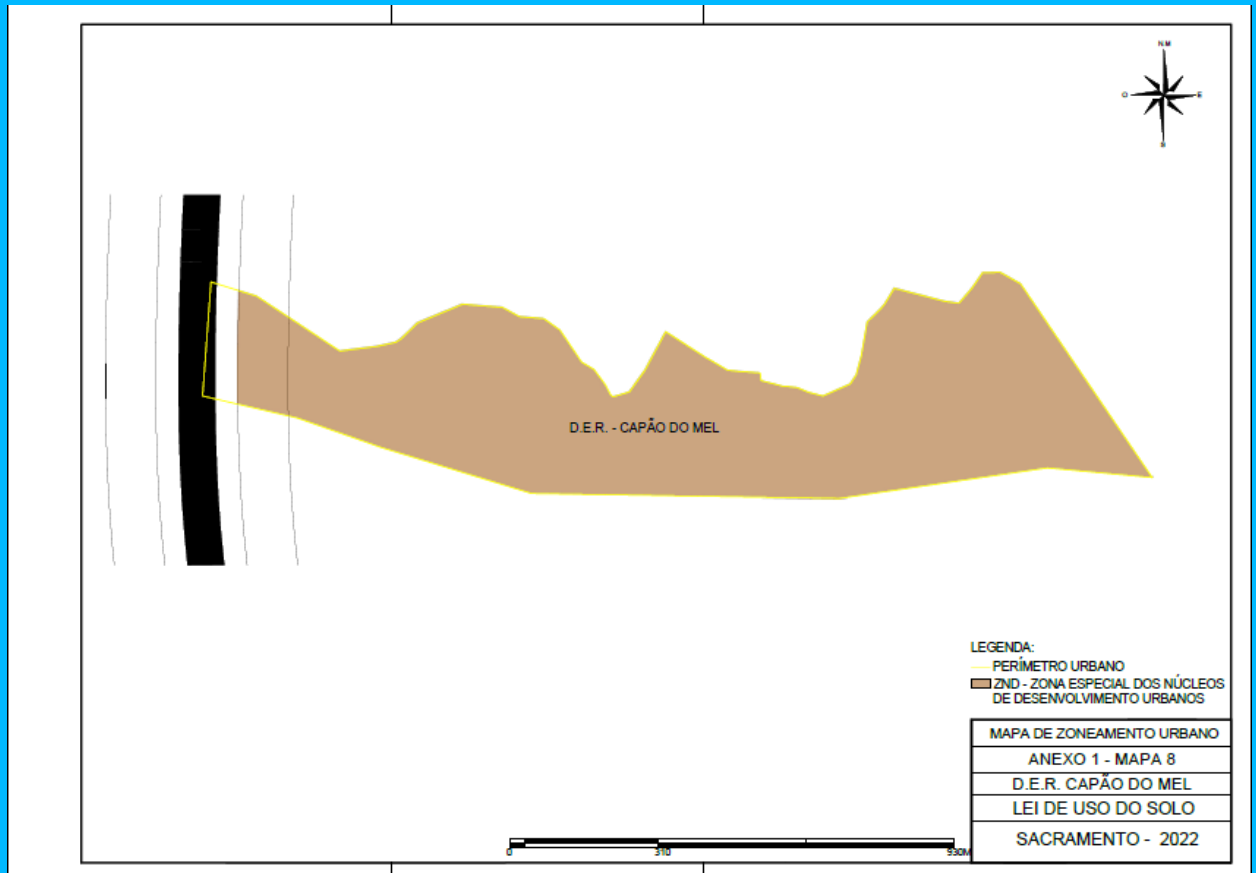 N.M
O
E
S
D.E.R. - CAPÃO DO MEL
LEGENDA:
PERÍMETRO URBANO
ZND - ZONA ESPECIAL DOS NÚCLEOS
DE DESENVOLVIMENTO URBANOS
MAPA DE ZONEAMENTO URBANO
ANEXO 1 - MAPA 8
D.E.R. CAPÃO DO MEL
LEI DE USO DO SOLO
SACRAMENTO - 2022
0 310 930M